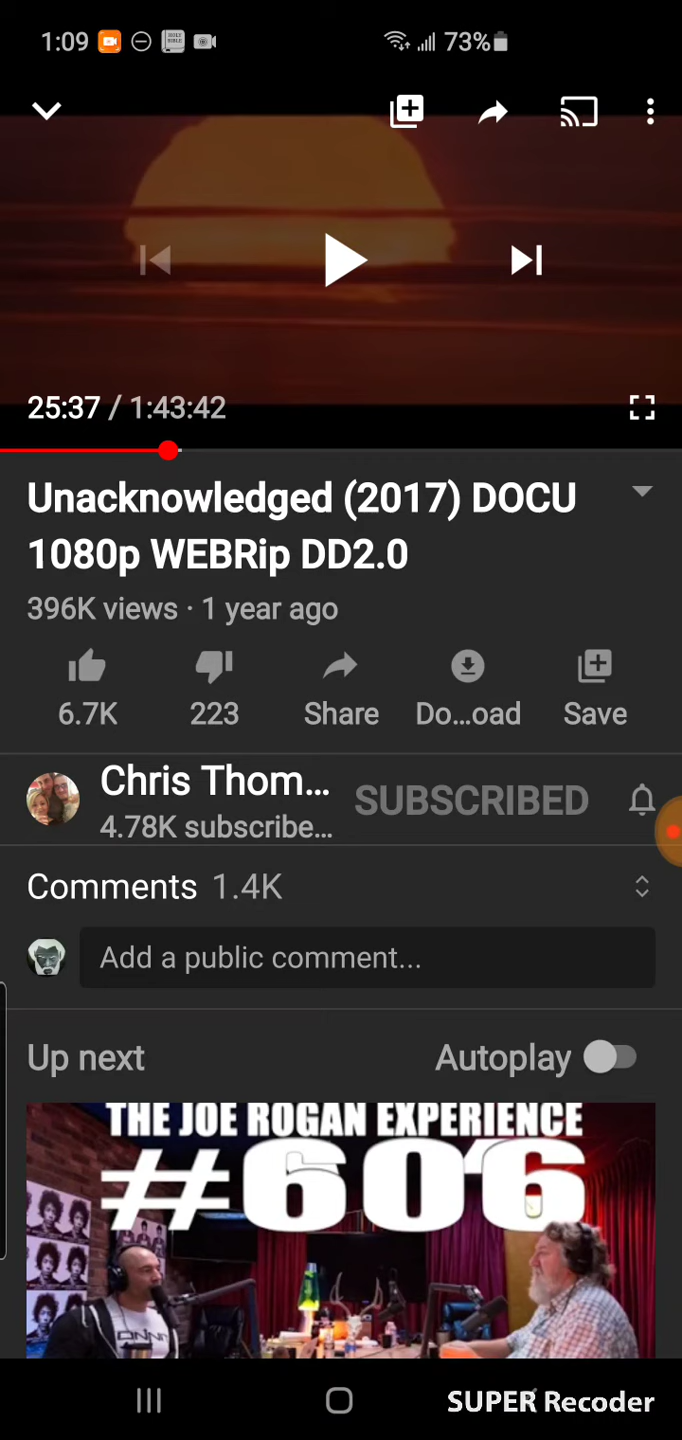 1:09 73%
25:37 / 1:43:42
Unacknowledged (2017) DOCU
1080p WEBRip DD2.0
396K views · 1 year ago
6.7K 223 Share Do...oad Save
Chris Thom... SUBSCRIBED
4.78K subscribe...
Comments 1.4K
Add a public comment...
Up next Autoplay
THE JOE ROGAN EXPERIENCE
#606
ONNIT
SUPER Recoder